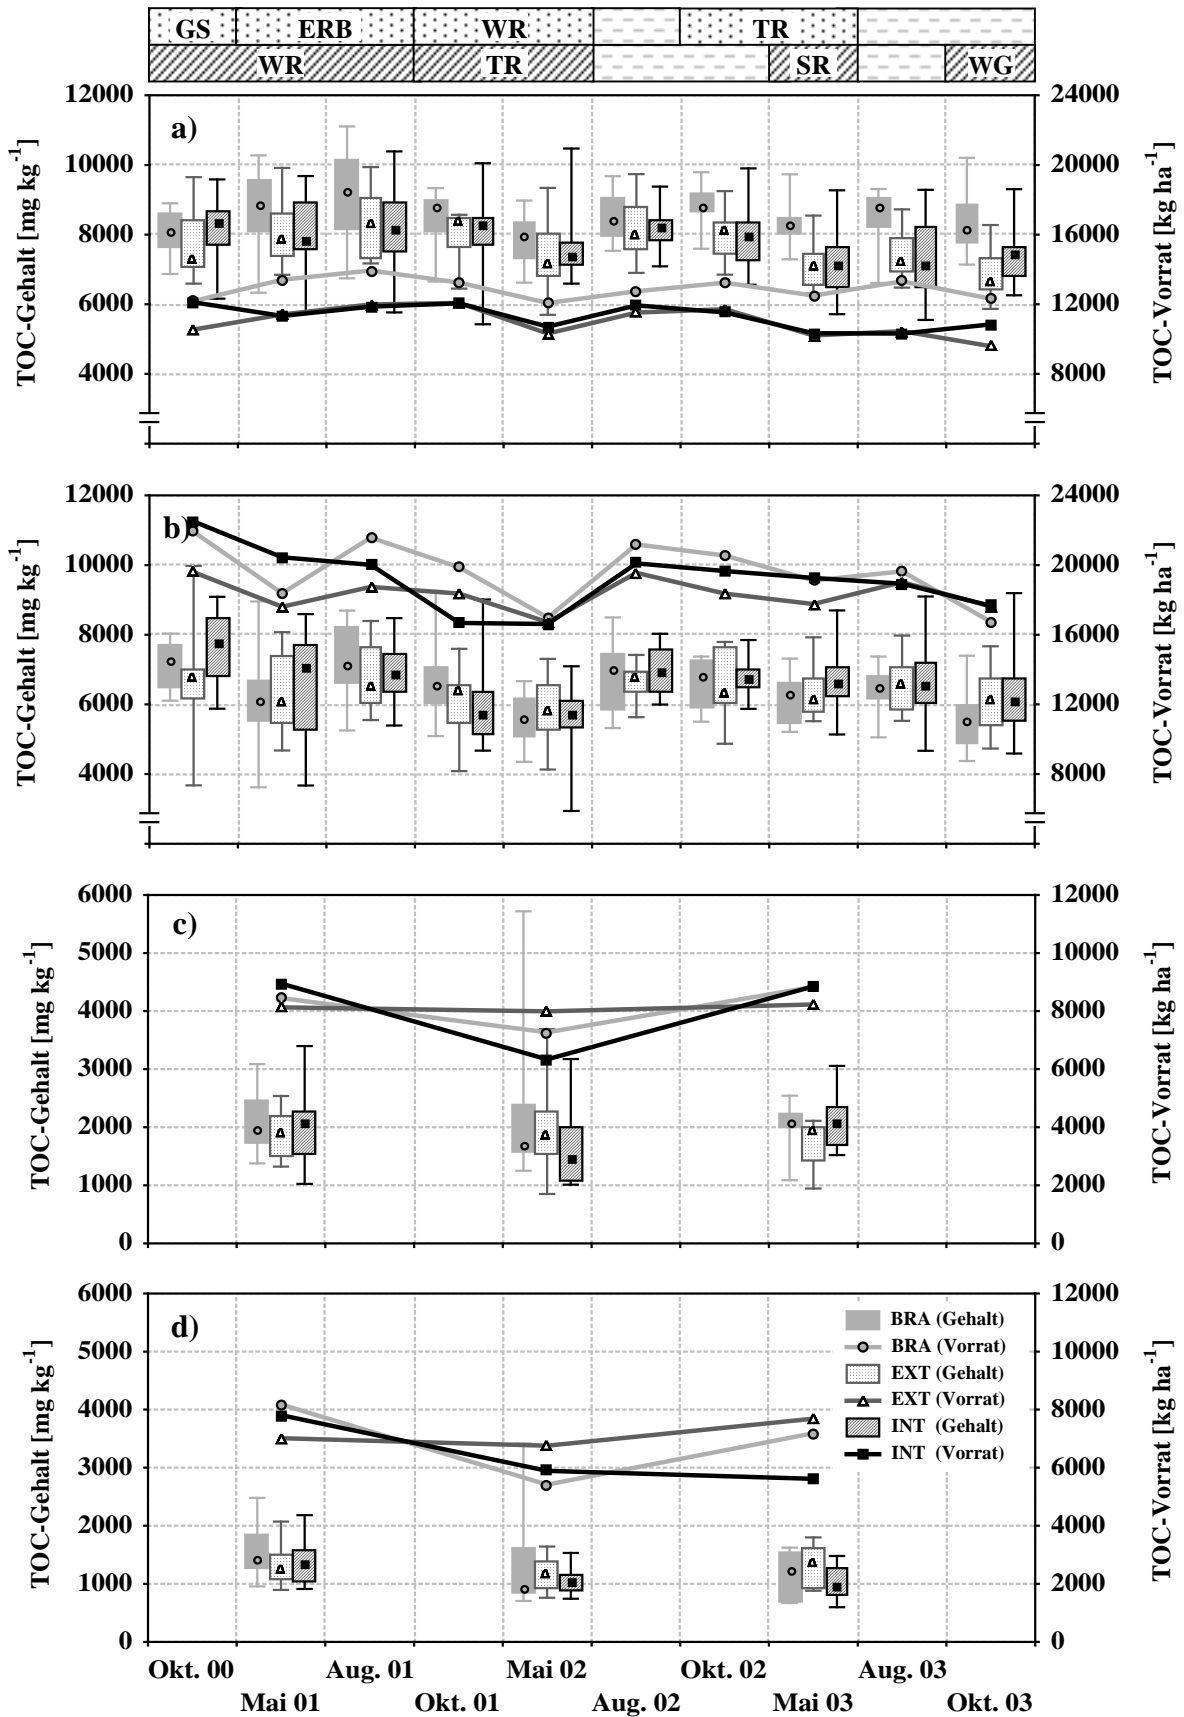 GS ERB WR TR
WR TR SR WG
a)
TOC-Gehalt [mg kg-1]
12000
10000
8000
6000
4000
24000
20000
16000
12000
8000
TOC-Vorrat [kg ha-1]
b)
TOC-Gehalt [mg kg-1]
12000
10000
8000
6000
4000
24000
20000
16000
12000
8000
TOC-Vorrat [kg ha-1]
c)
TOC-Gehalt [mg kg-1]
6000
5000
4000
3000
2000
1000
0
12000
10000
8000
6000
4000
2000
0
TOC-Vorrat [kg ha-1]
d)
TOC-Gehalt [mg kg-1]
6000
5000
4000
3000
2000
1000
0
BRA (Gehalt)
BRA (Vorrat)
EXT (Gehalt)
EXT (Vorrat)
INT (Gehalt)
INT (Vorrat)
12000
10000
8000
6000
4000
2000
0
TOC-Vorrat [kg ha-1]
Okt. 00 Aug. 01 Mai 02 Okt. 02 Aug. 03
Mai 01 Okt. 01 Aug. 02 Mai 03 Okt. 03